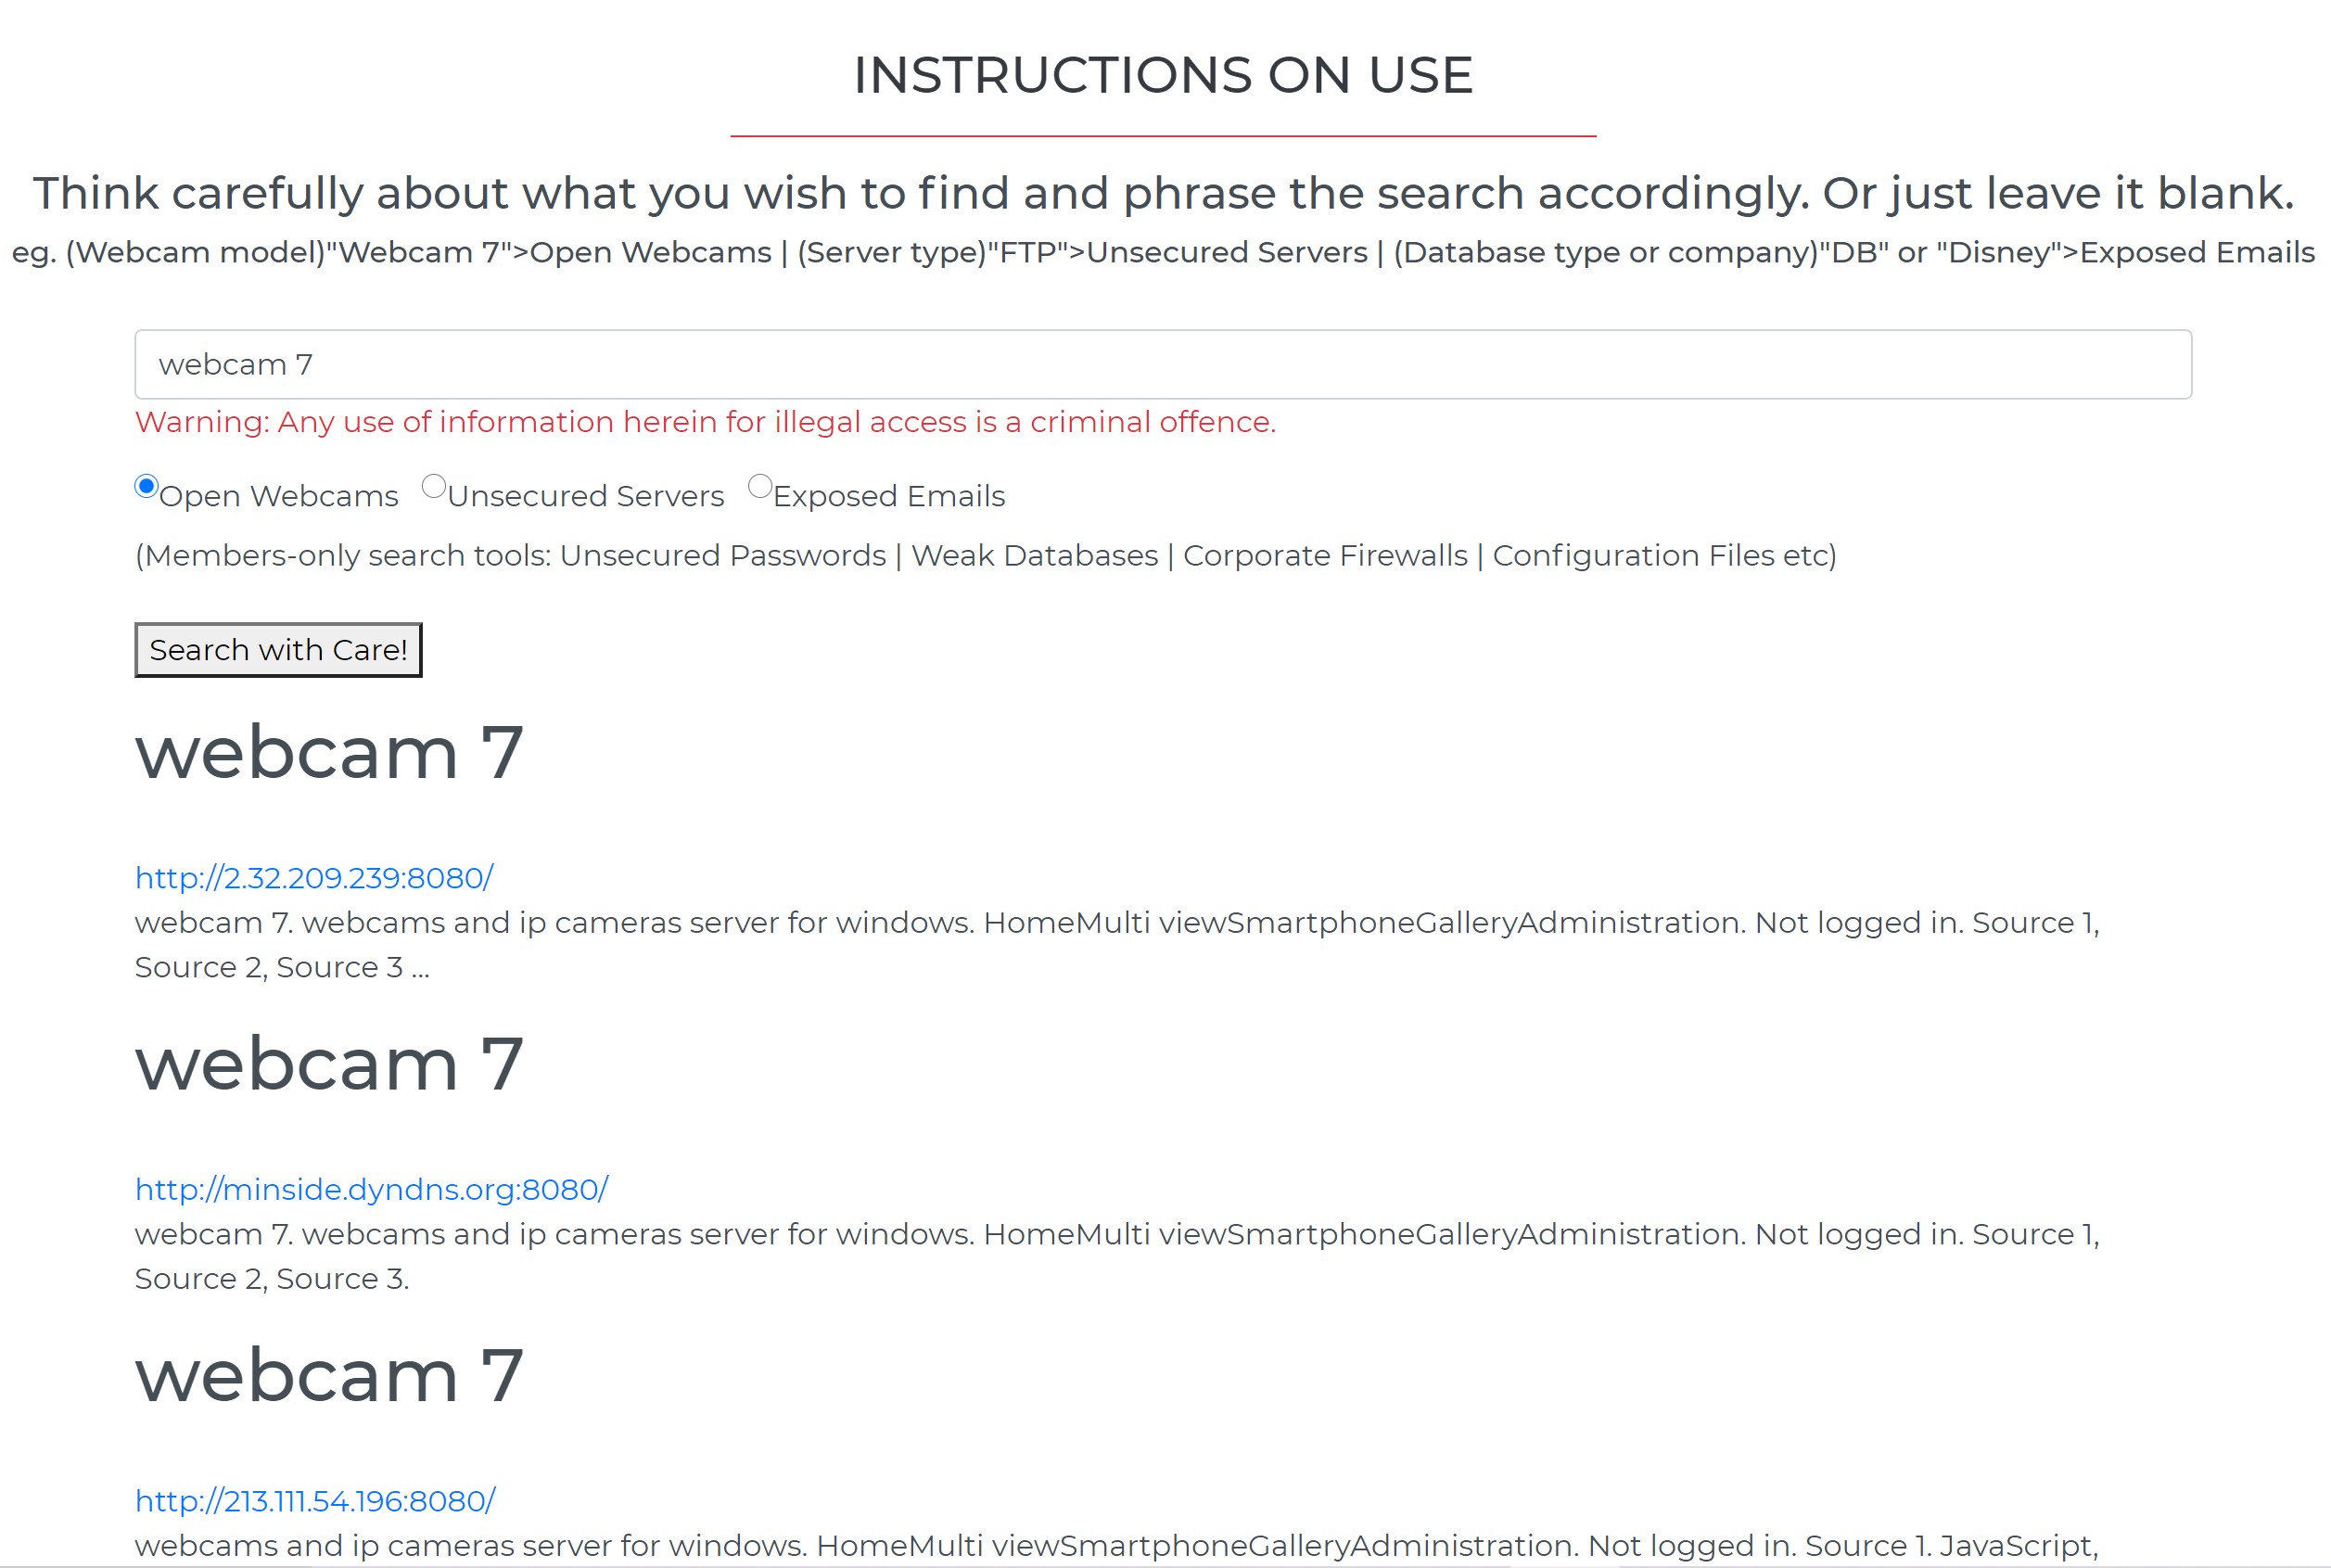 INSTRUCTIONS ON USE
Think carefully about what you wish to find and phrase the search accordingly. Or just leave it blank.
eg. (Webcam model)"Webcam 7">Open Webcams | (Server type)"FTP">Unsecured Servers | (Database type or company)"DB" or "Disney">Exposed Emails
webcam 7
Warning: Any use of information herein for illegal access is a criminal offence.
Open Webcams Unsecured Servers Exposed Emails
(Members-only search tools: Unsecured Passwords | Weak Databases | Corporate Firewalls | Configuration Files etc)
Search with Care!
webcam 7
http://2.32.209.239:8080/
webcam 7. webcams and ip cameras server for windows. HomeMulti viewSmartphoneGalleryAdministration. Not logged in. Source 1,
Source 2, Source 3 ...
webcam 7
http://minside.dyndns.org:8080/
webcam 7. webcams and ip cameras server for windows. HomeMulti viewSmartphoneGalleryAdministration. Not logged in. Source 1,
Source 2, Source 3.
webcam 7
http://213.111.54.196:8080/
webcams and ip cameras server for windows. HomeMulti viewSmartphoneGalleryAdministration. Not logged in. Source 1. JavaScript,